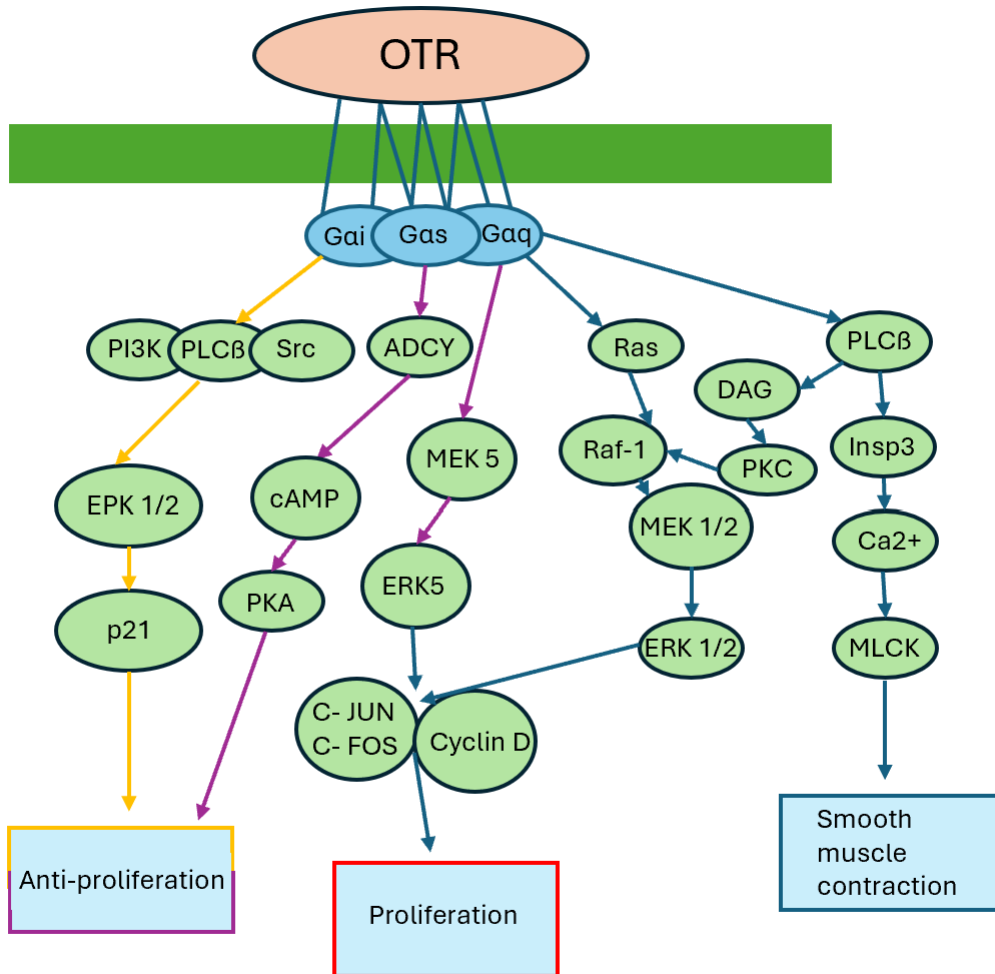 OTR
Gαi
Gαs
Gαq
PI3K
PLCß
Src
ADCY
Ras
PLCß
DAG
MEK 5
Raf-1
PKC
Insp3
EPK 1/2
cAMP
MEK 1/2
Ca2+
ERK5
PKA
p21
ERK 1/2
MLCK
C- JUN
C- FOS
Cyclin D
Anti-proliferation
Proliferation
Smooth
muscle
contraction